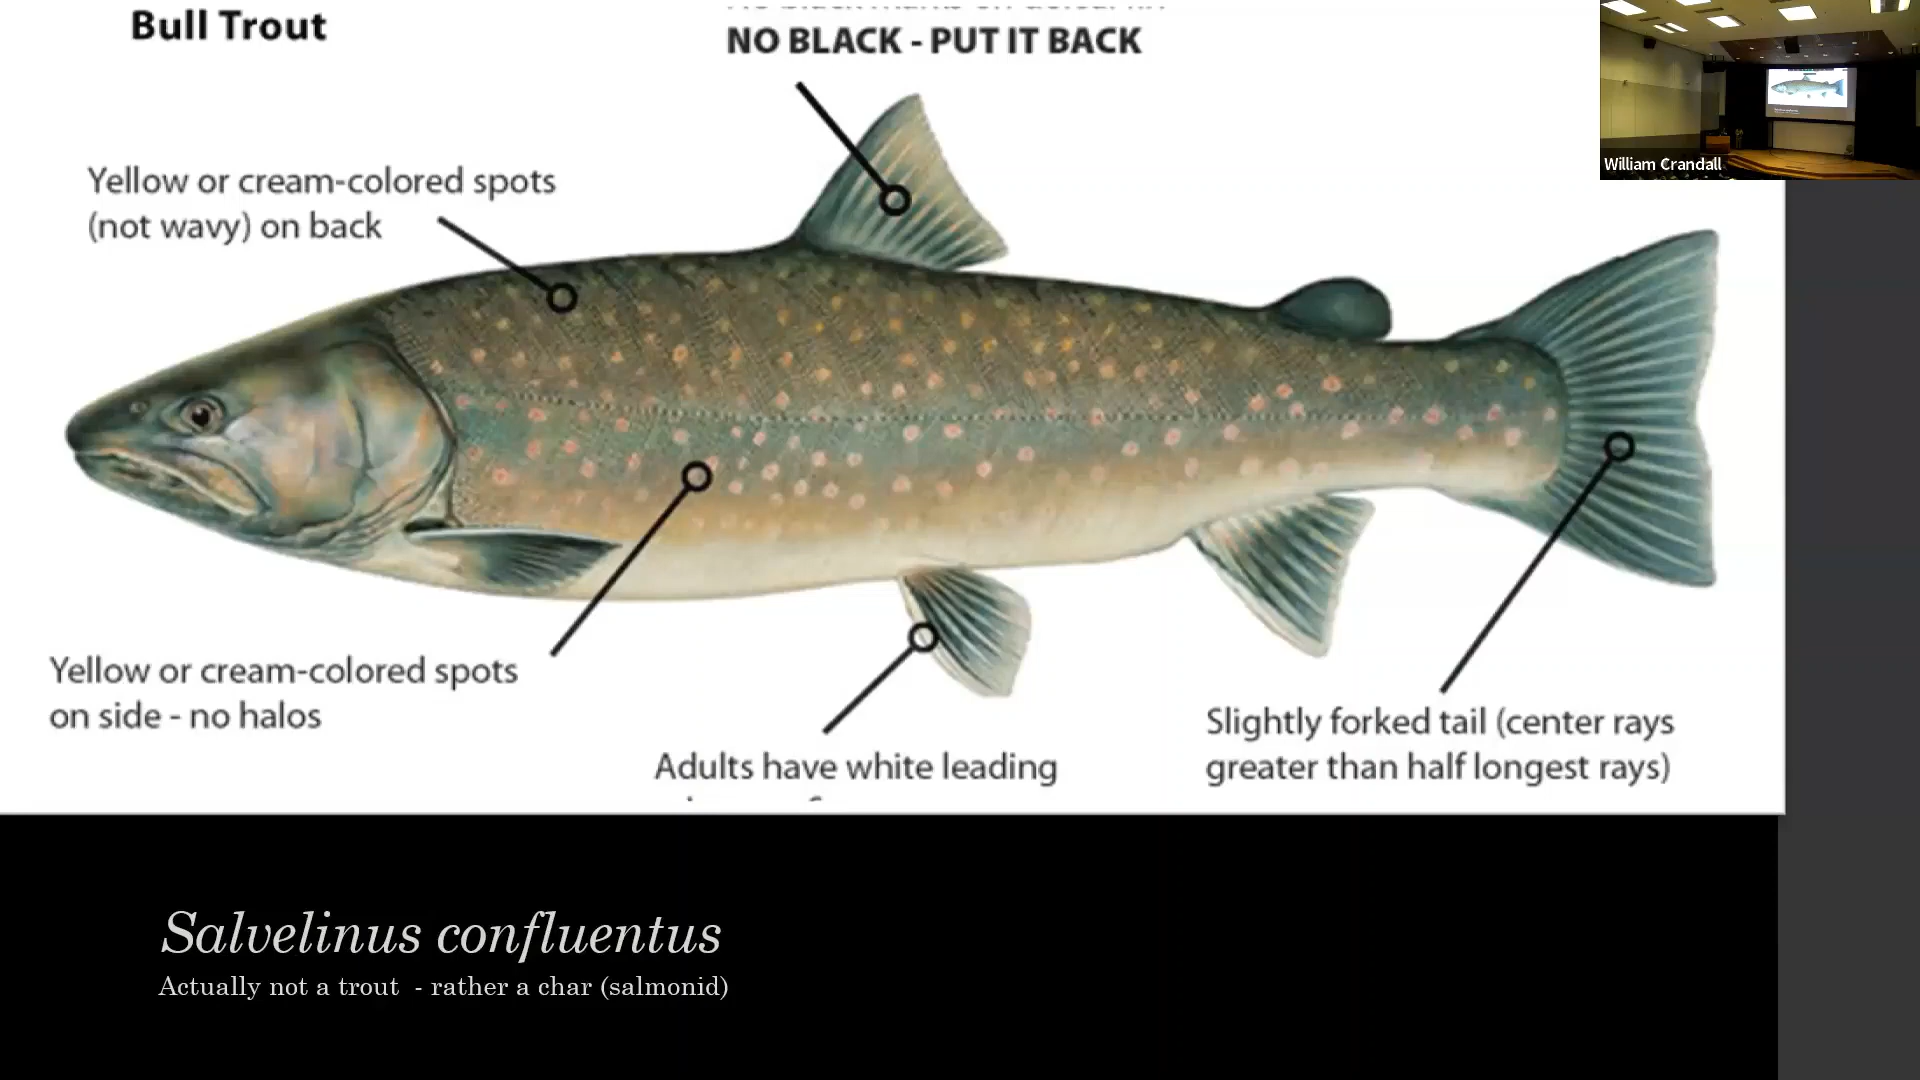 Bull Trout
NO BLACK - PUT IT BACK
William Crandall
Yellow or cream-colored spots
(not wavy) on back
Yellow or cream-colored spots
on side - no halos
Adults have white leading
Slightly forked tail (center rays
greater than half longest rays)
Salvelinus confluentus
Actually not a trout - rather a char (salmonid)